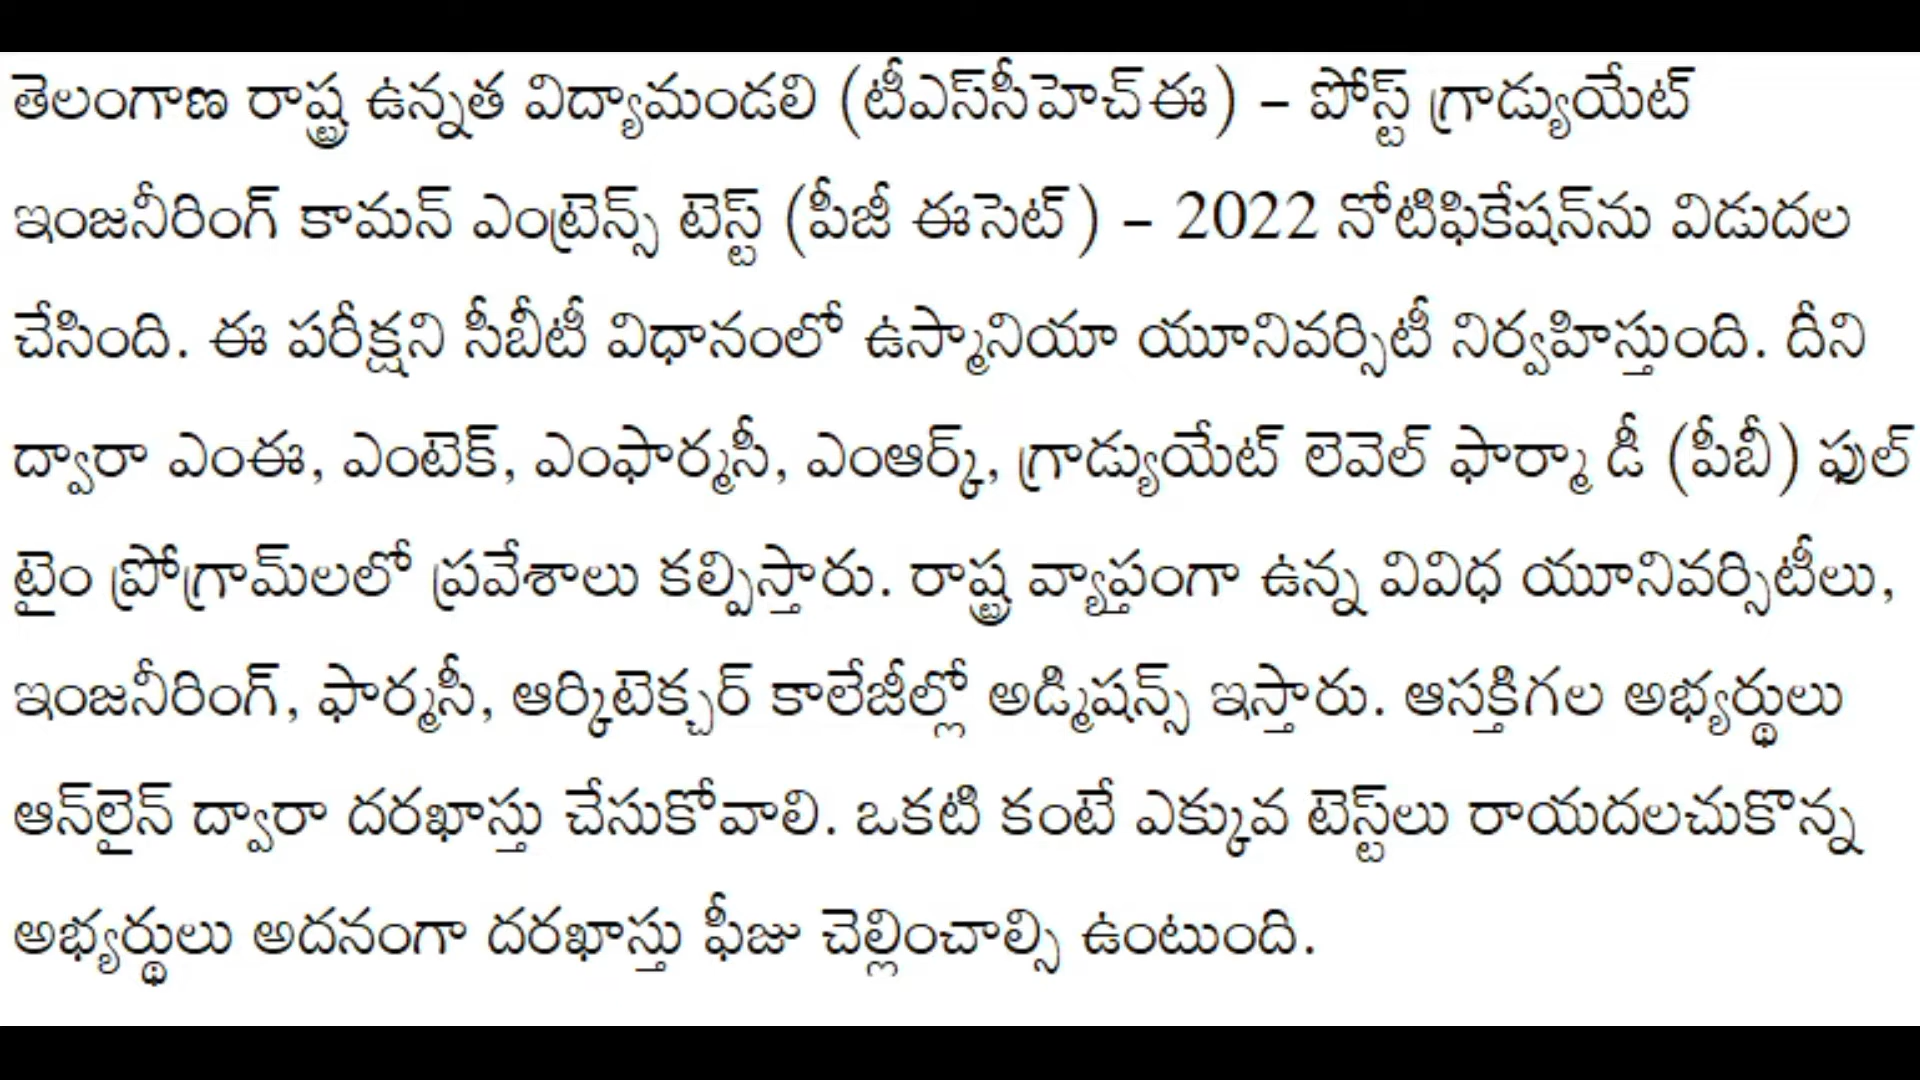 తెలంగాణ రాష్ట్ర ఉన్నత విద్యామండలి (టీఎస్‌సీహెచ్‌ఈ) – పోస్ట్ గ్రాడ్యుయేట్
ఇంజనీరింగ్ కామన్ ఎంట్రెన్స్ టెస్ట్ (పీజీ ఈసెట్) – 2022 నోటిఫికేషన్‌ను విడుదల
చేసింది. ఈ పరీక్షని సీబీటీ విధానంలో ఉస్మానియా యూనివర్సిటీ నిర్వహిస్తుంది. దీని
ద్వారా ఎంఈ, ఎంటెక్, ఎంఫార్మసీ, ఎంఆర్క్, గ్రాడ్యుయేట్ లెవెల్ ఫార్మా డీ (పీబీ) ఫుల్
టైం ప్రోగ్రామ్‌లలో ప్రవేశాలు కల్పిస్తారు. రాష్ట్ర వ్యాప్తంగా ఉన్న వివిధ యూనివర్సిటీలు,
ఇంజనీరింగ్, ఫార్మసీ, ఆర్కిటెక్చర్ కాలేజీల్లో అడ్మిషన్స్ ఇస్తారు. ఆసక్తిగల అభ్యర్థులు
ఆన్‌లైన్ ద్వారా దరఖాస్తు చేసుకోవాలి. ఒకటి కంటే ఎక్కువ టెస్ట్‌లు రాయదలచుకొన్న
అభ్యర్థులు అదనంగా దరఖాస్తు ఫీజు చెల్లించాల్సి ఉంటుంది.